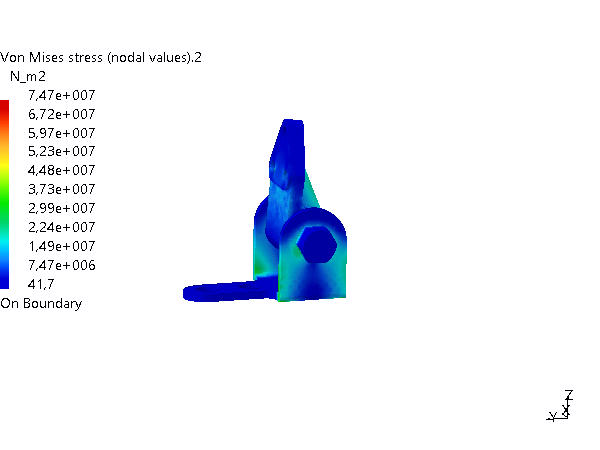 Von Mises stress (nodal values).2
N_m2
7,47e+007
6,72e+007
5,97e+007
5,23e+007
4,48e+007
3,73e+007
2,99e+007
2,24e+007
1,49e+007
7,47e+006
41,7
On Boundary
Z
Y X